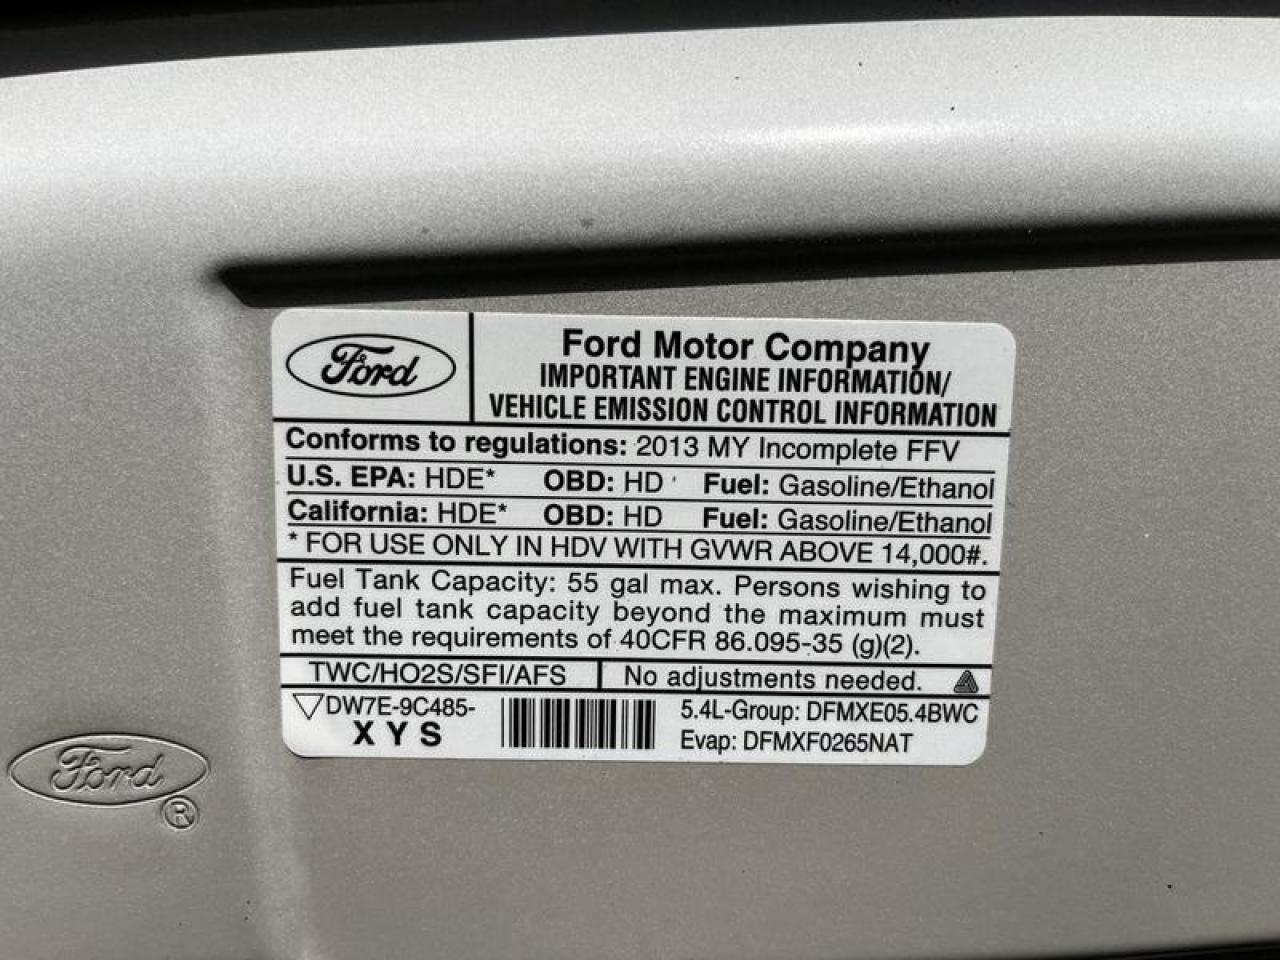 Ford
Ford Motor Company
IMPORTANT ENGINE INFORMATION/
VEHICLE EMISSION CONTROL INFORMATION
Conforms to regulations: 2013 MY Incomplete FFV
U.S. EPA: HDE* OBD: HD Fuel: Gasoline/Ethanol
California: HDE* OBD: HD Fuel: Gasoline/Ethanol
* FOR USE ONLY IN HDV WITH GVWR ABOVE 14,000#.
Fuel Tank Capacity: 55 gal max. Persons wishing to
add fuel tank capacity beyond the maximum must
meet the requirements of 40CFR 86.095-35 (g)(2).
TWC/HO2S/SFI/AFS No adjustments needed.
DW7E-9C485-
X Y S
5.4L-Group: DFMXE05.4BWC
Evap: DFMXF0265NAT
Ford
®